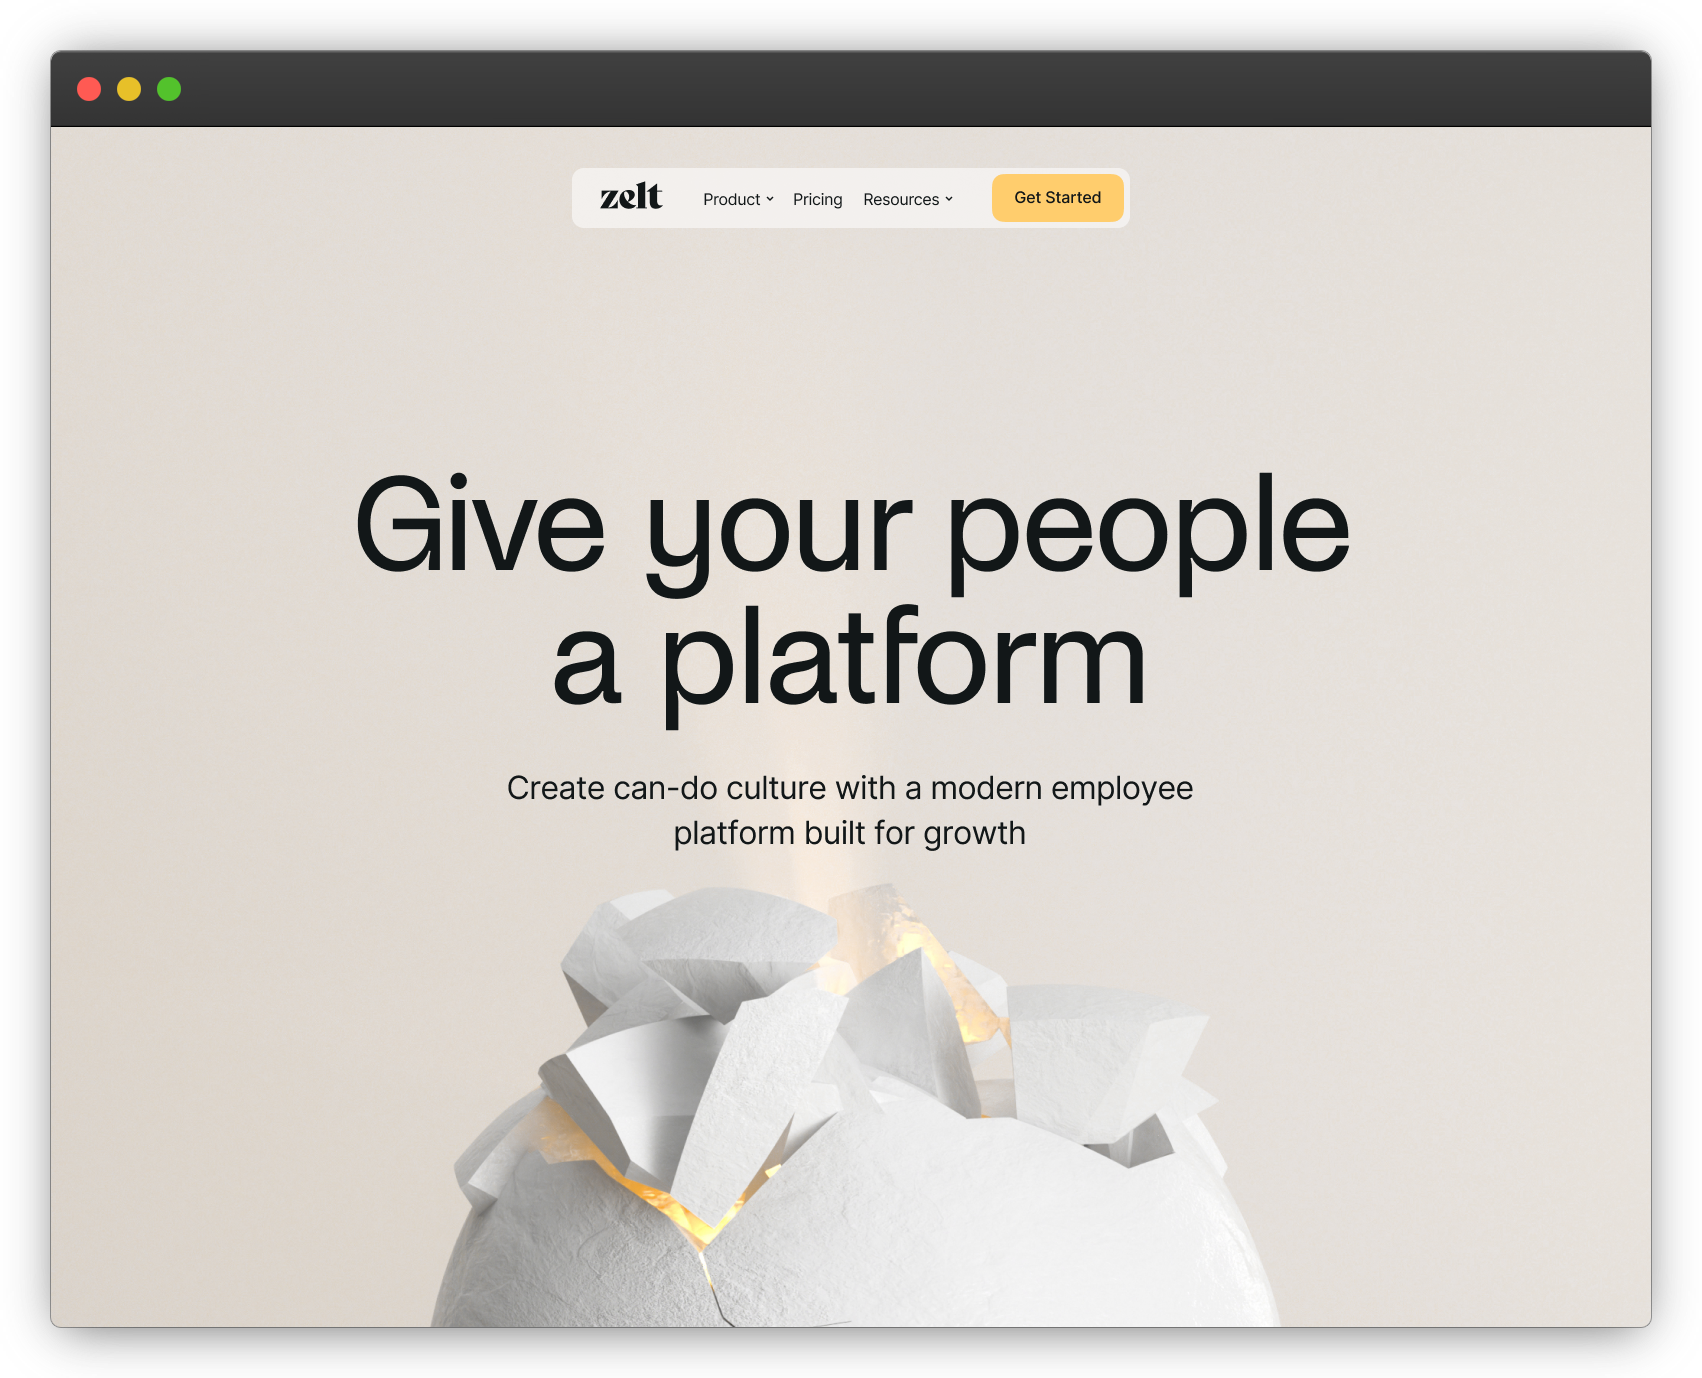 zelt
Product
Pricing
Resources
Get Started
Give your people
a platform
Create can-do culture with a modern employee
platform built for growth